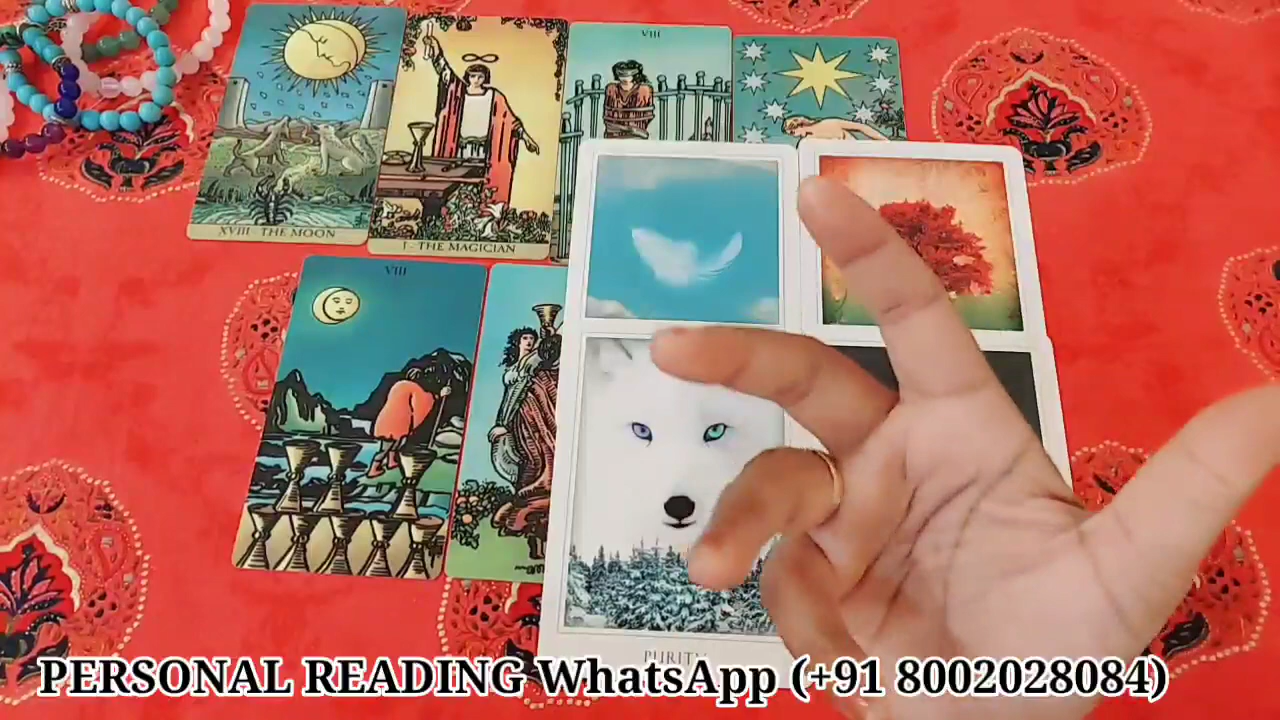 VIII
XVIII THE MOON
I - THE MAGICIAN
VIII
PURITY
PERSONAL READING WhatsApp (+91 8002028084)